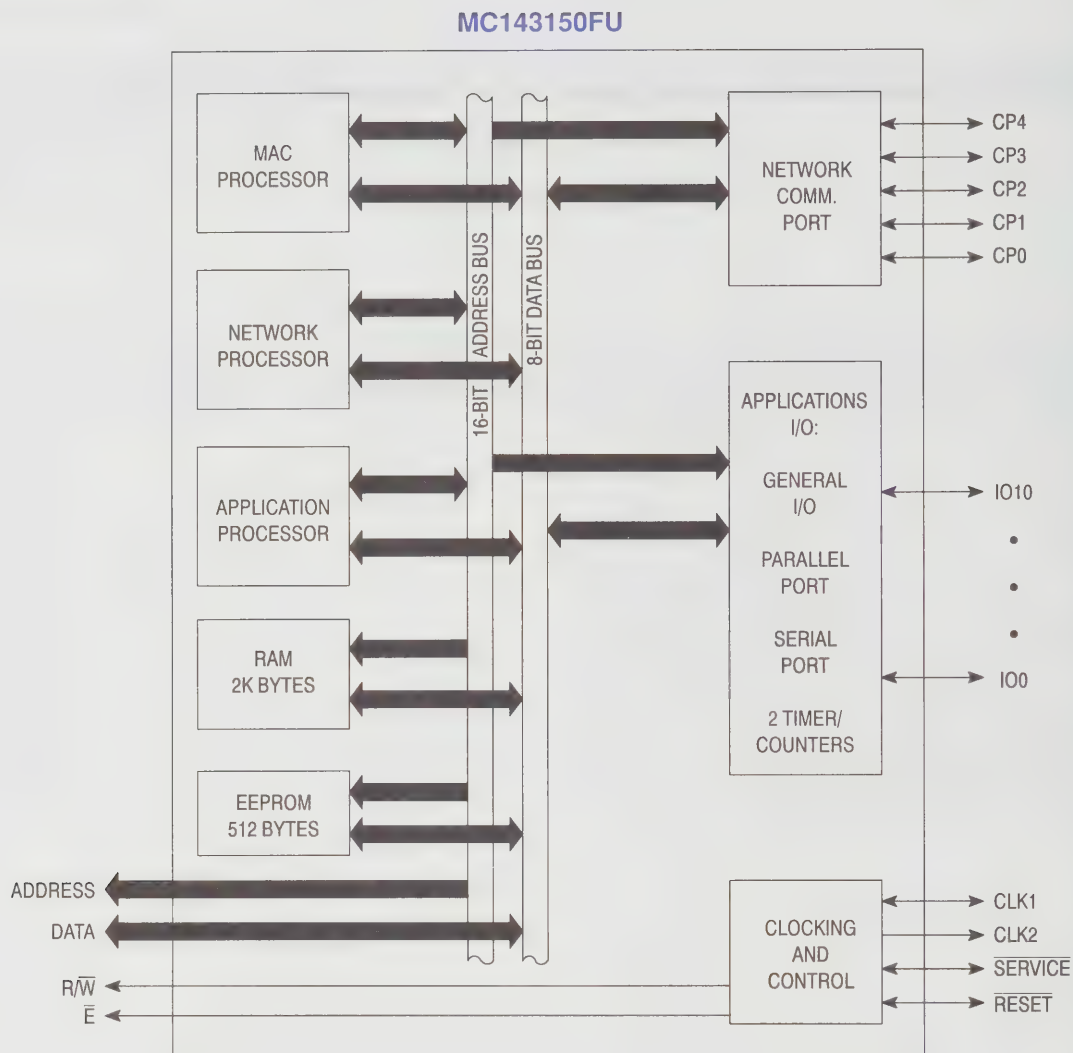 MC143150FU
MAC
PROCESSOR
NETWORK
PROCESSOR
APPLICATION
PROCESSOR
RAM
2K BYTES
EEPROM
512 BYTES
16-BIT ADDRESS BUS
8-BIT DATA BUS
NETWORK
COMM.
PORT
CP4
CP3
CP2
CP1
CP0
APPLICATIONS
I/O:
GENERAL
I/O
PARALLEL
PORT
SERIAL
PORT
2 TIMER/
COUNTERS
IO10
•
•
•
IO0
ADDRESS
DATA
R/W̅
E̅
CLOCKING
AND
CONTROL
CLK1
CLK2
S̅E̅R̅V̅I̅C̅E̅
R̅E̅S̅E̅T̅